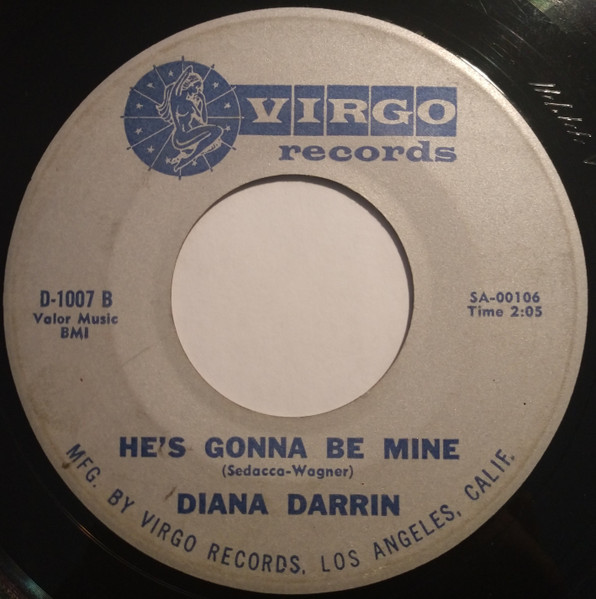 VIRGO
records
D-1007 B
Valor Music
BMI
SA-00106
Time 2:05
HE'S GONNA BE MINE
(Sedacca-Wagner)
DIANA DARRIN
MFG. BY VIRGO RECORDS, LOS ANGELES, CALIF.